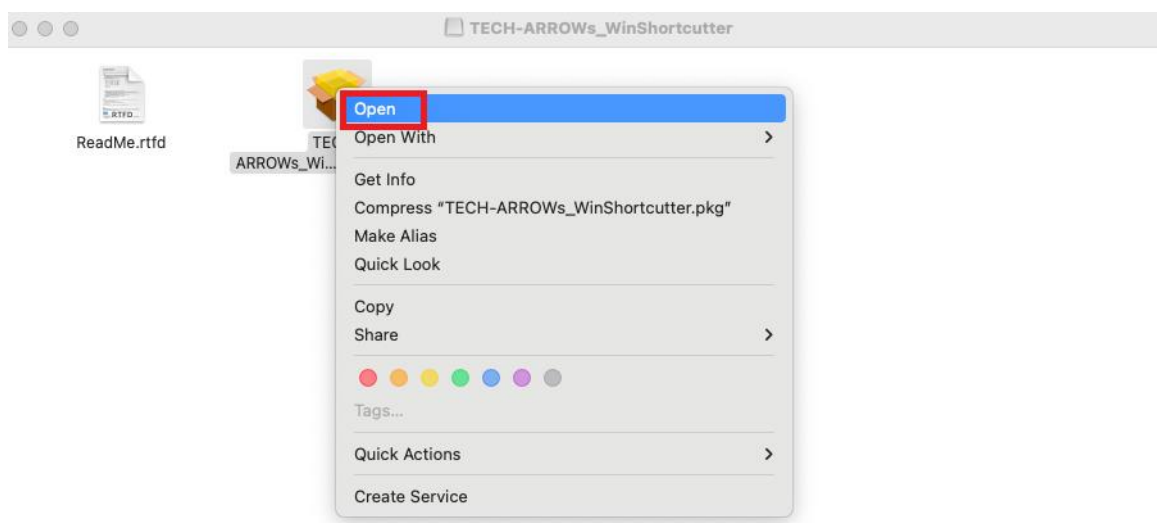 TECH-ARROWs_WinShortcutter
RTFD
ReadMe.rtfd
TEC
ARROWs_Wi...
Open
Open With
Get Info
Compress “TECH-ARROWs_WinShortcutter.pkg”
Make Alias
Quick Look
Copy
Share
Tags...
Quick Actions
Create Service